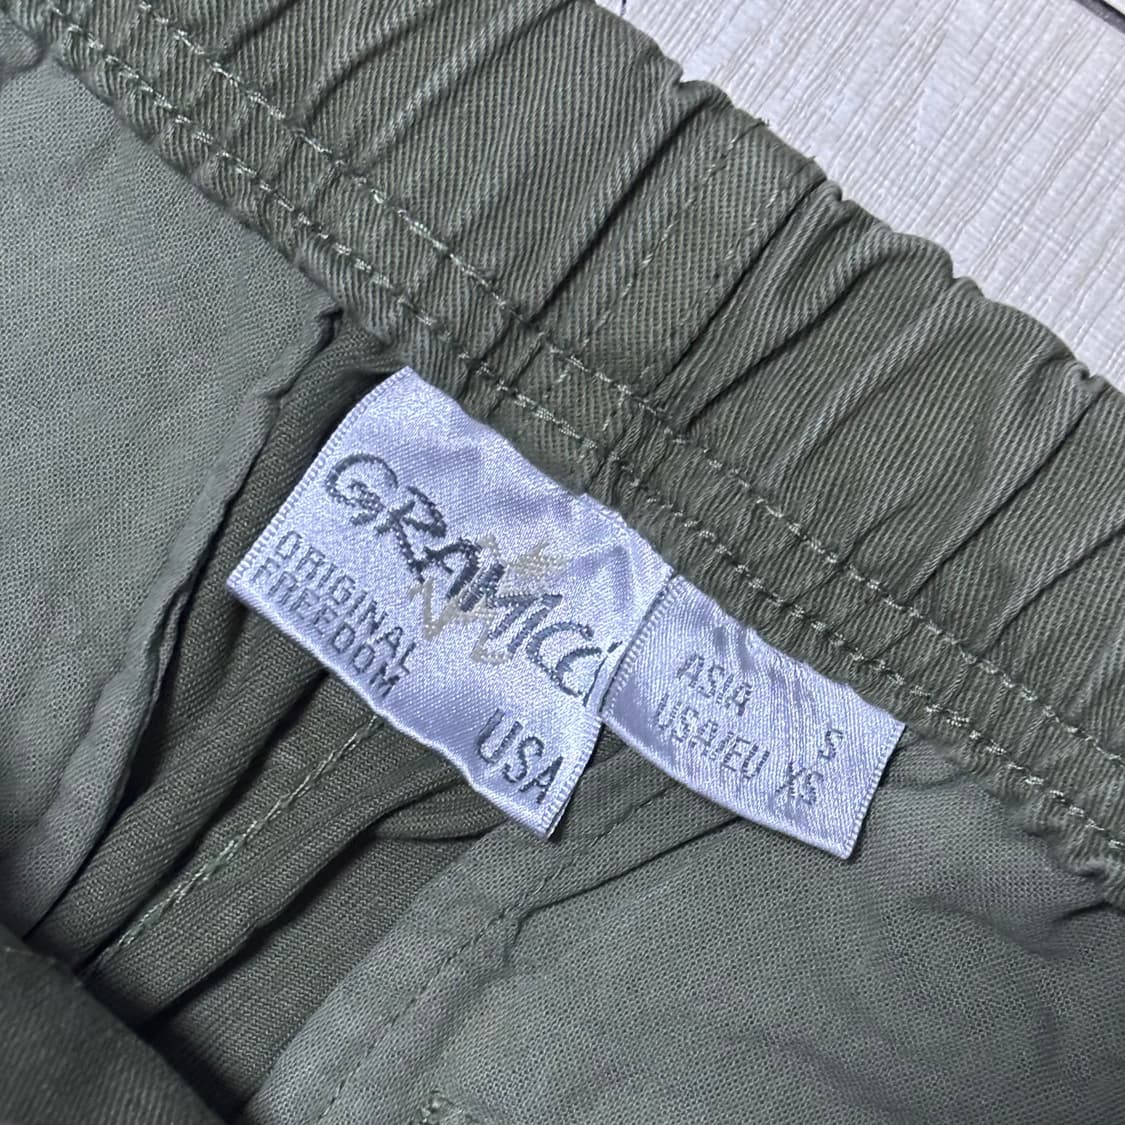 GRAMICCI
ORIGINAL
FREEDOM
USA
ASIA S
USA/EU XS